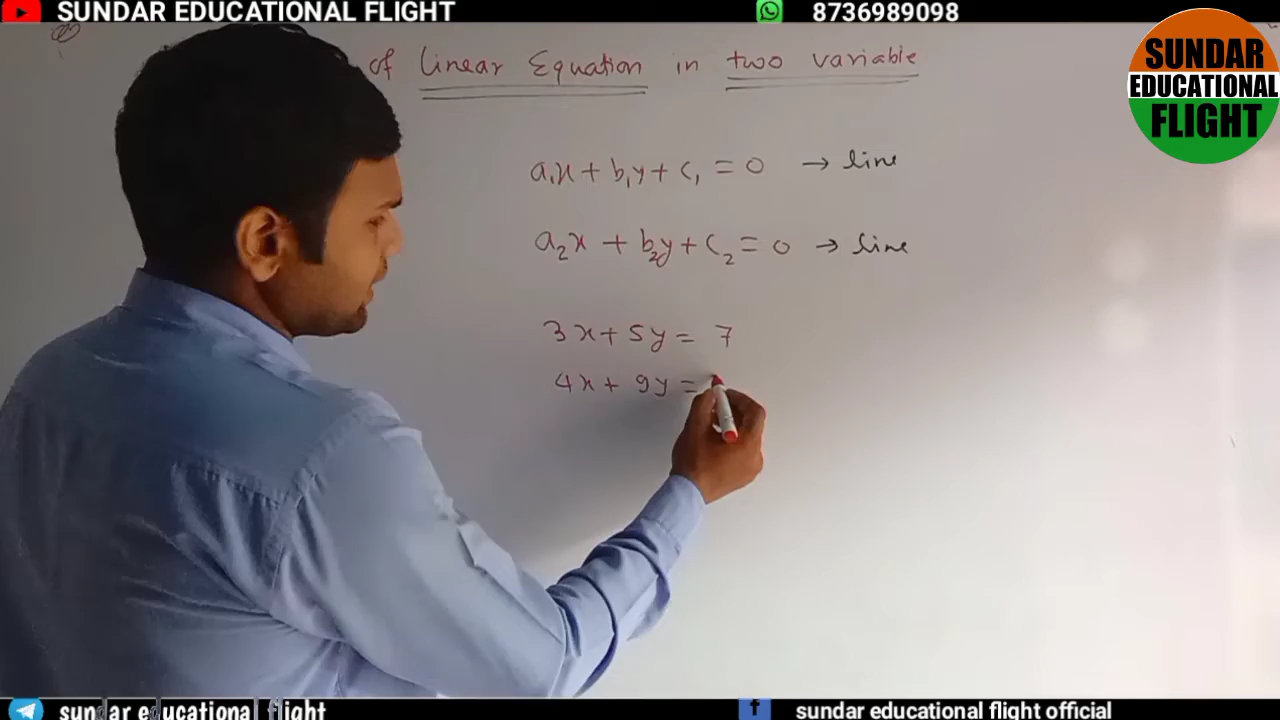 SUNDAR EDUCATIONAL FLIGHT
8736989098
SUNDAR
EDUCATIONAL
FLIGHT
of linear Equation in two variable
a₁x + b₁y + c₁ = 0 → line
a₂x + b₂y + c₂ = 0 → line
3x + 5y = 7
4x + 9y =
sundar educational flight
sundar educational flight official